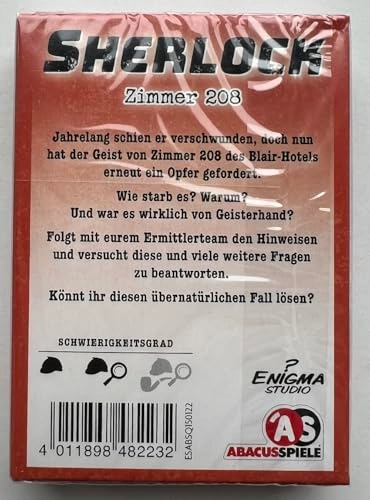 SHERLOCK
Zimmer 208
Jahrelang schien er verschwunden, doch nun
hat der Geist von Zimmer 208 des Blair-Hotels
erneut ein Opfer gefordert.
Wie starb es? Warum?
Und war es wirklich von Geisterhand?
Folgt mit eurem Ermittlerteam den Hinweisen
und versucht diese und viele weitere Fragen
zu beantworten.
Könnt ihr diesen übernatürlichen Fall lösen?
SCHWIERIGKEITSGRAD
?
ENIGMA
STUDIO
ESABSQ1S0122
4 011898 482232
AS
ABACUSSPIELE